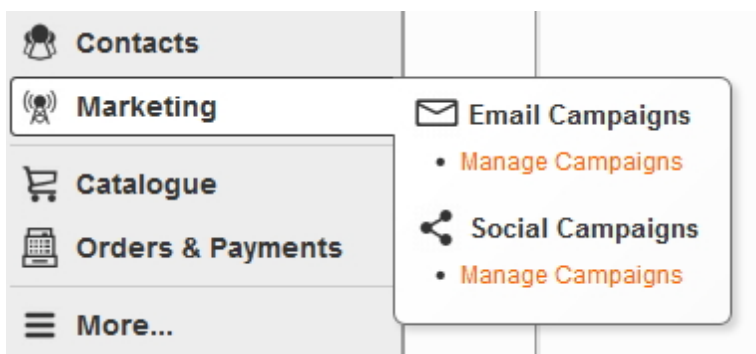 Contacts
Marketing
Catalogue
Orders & Payments
More...
Email Campaigns
• Manage Campaigns
Social Campaigns
• Manage Campaigns